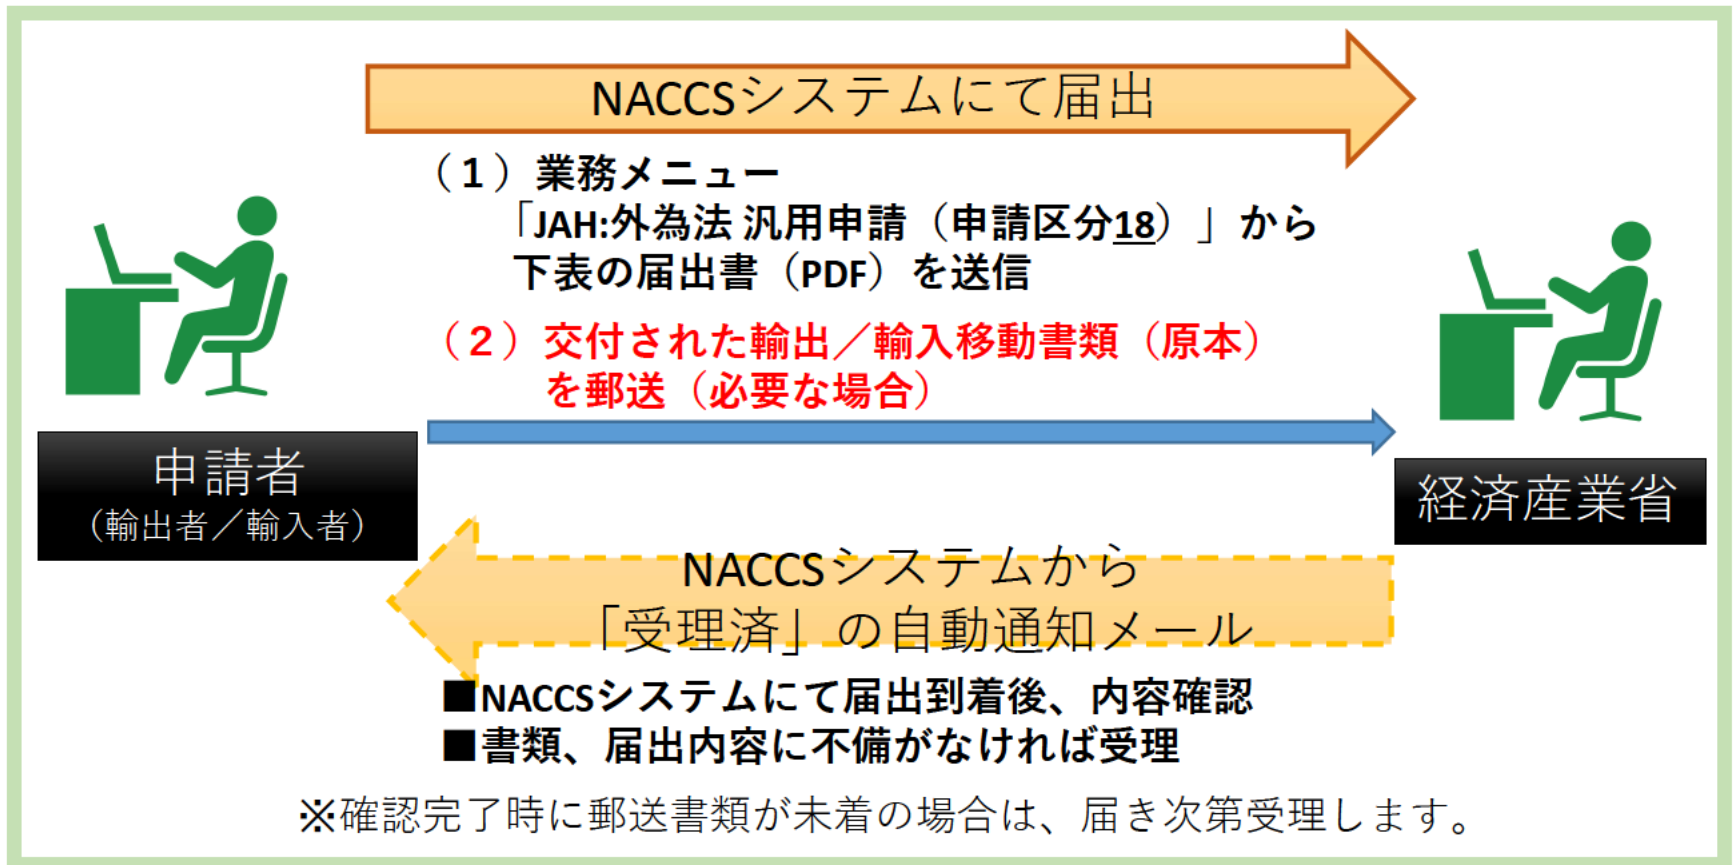 NACCSシステムにて届出
（１）業務メニュー
「JAH:外為法 汎用申請（申請区分18）」から
下表の届出書（PDF）を送信
（２）交付された輸出／輸入移動書類（原本）
を郵送（必要な場合）
申請者
（輸出者／輸入者）
経済産業省
NACCSシステムから
「受理済」の自動通知メール
■NACCSシステムにて届出到着後、内容確認
■書類、届出内容に不備がなければ受理
※確認完了時に郵送書類が未着の場合は、届き次第受理します。